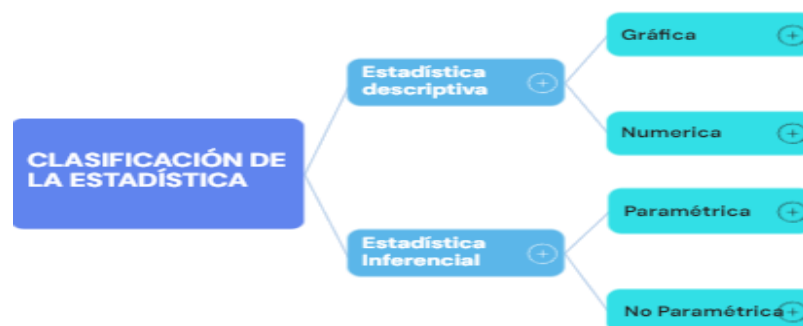 CLASIFICACIÓN DE
LA ESTADÍSTICA
Estadística
descriptiva
Gráfica
Numerica
Estadística
Inferencial
Paramétrica
No Paramétrica